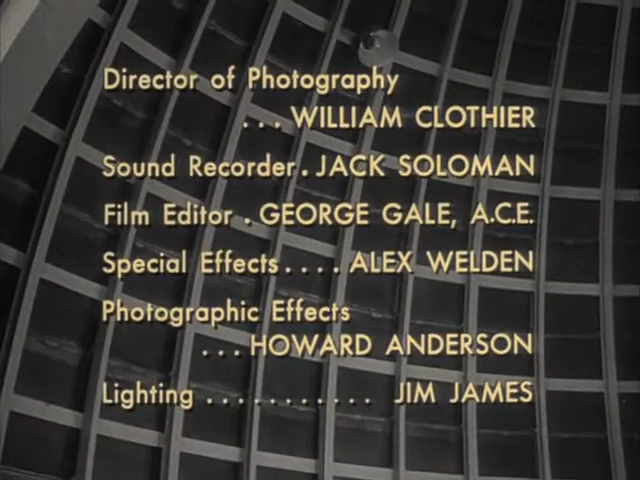 Director of Photography
... WILLIAM CLOTHIER
Sound Recorder. JACK SOLOMAN
Film Editor . GEORGE GALE, A.C.E.
Special Effects.... ALEX WELDEN
Photographic Effects
... HOWARD ANDERSON
Lighting ........... JIM JAMES